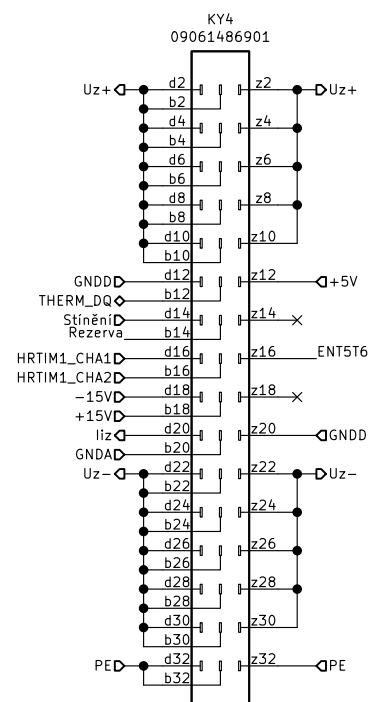 KY4
09061486901
Uz+ d2 z2 Uz+
b2
d4 z4
b4
d6 z6
b6
d8 z8
b8
d10 z10
b10
GNDD d12 z12 +5V
THERM_DQ b12
Stínění d14 z14
Rezerva b14
HRTIM1_CHA1 d16 z16 ENT5T6
HRTIM1_CHA2 b16
-15V d18 z18
+15V b18
Iiz d20 z20 GNDD
GNDA b20
Uz- d22 z22 Uz-
b22
d24 z24
b24
d26 z26
b26
d28 z28
b28
d30 z30
b30
PE d32 z32 PE
b32